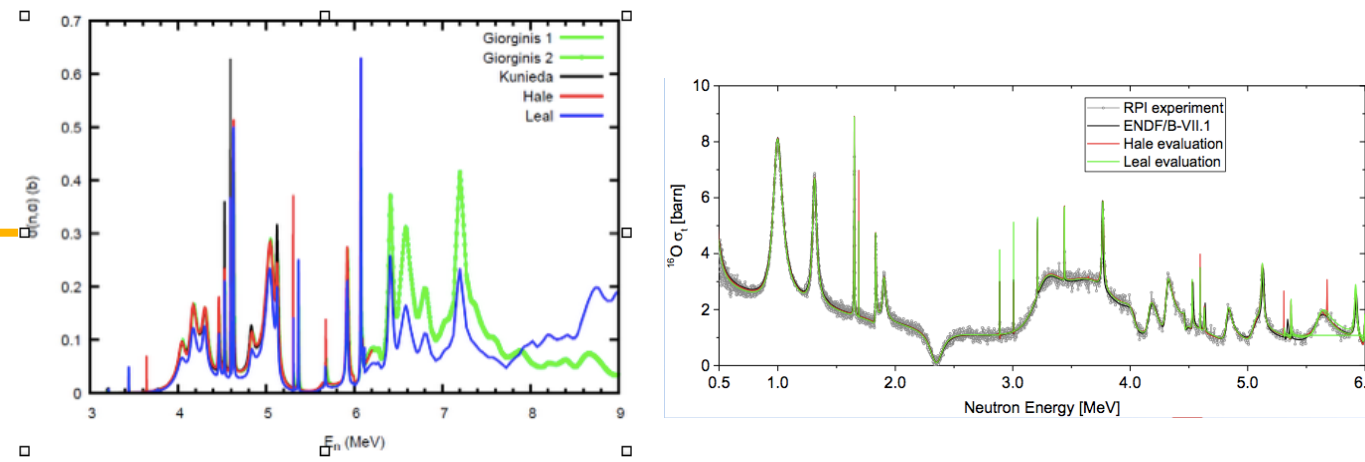 0.7
0.6
0.5
0.4
0.3
0.2
0.1
0
3 4 5 6 7 8 9
σ(n,α) (b)
Eₙ (MeV)
Giorginis 1
Giorginis 2
Kunieda
Hale
Leal
10
8
6
4
2
0
0.5 1.0 2.0 3.0 4.0 5.0 6.
¹⁶O σₜ [barn]
Neutron Energy [MeV]
RPI experiment
ENDF/B-VII.1
Hale evaluation
Leal evaluation